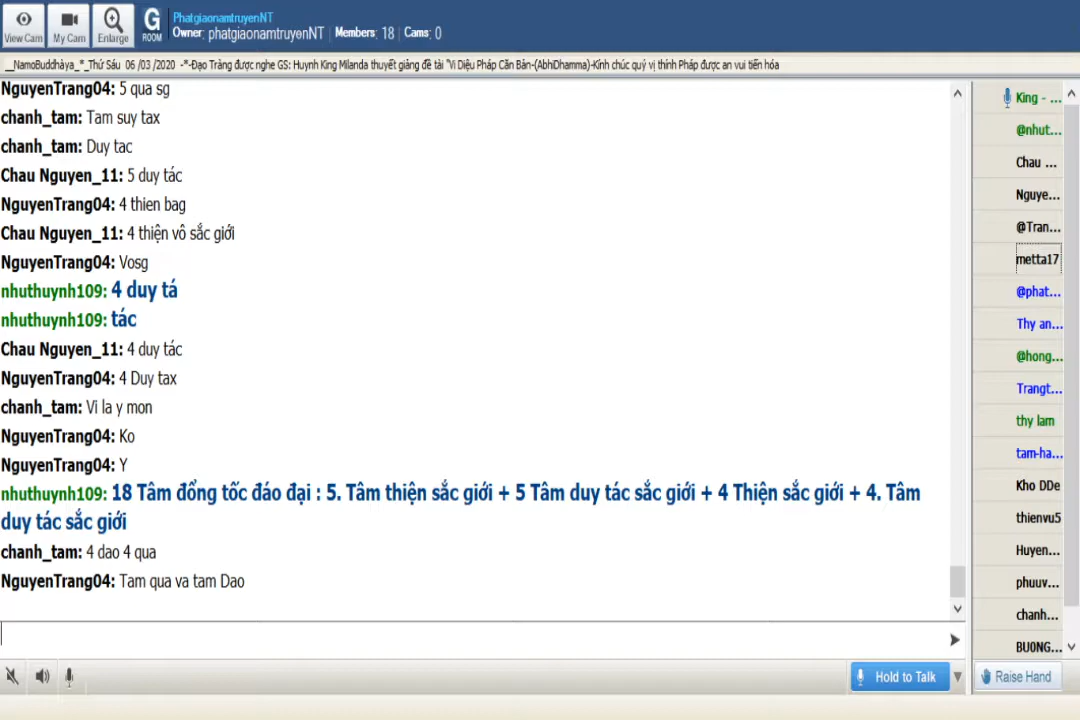 View Cam
My Cam
Enlarge
G ROOM
PhatgiaonamtruyenNT
Owner: phatgiaonamtruyenNT Members: 18 Cams: 0
__NamoBuddhàya_*_Thứ Sáu 06 /03 /2020 -*-Đạo Tràng được nghe GS: Huynh King Milanda thuyết giảng đề tài "Vi Diệu Pháp Căn Bản-(AbhiDhamma)-Kính chúc quý vị thính Pháp được an vui tiến hóa
NguyenTrang04: 5 qua sg
chanh_tam: Tam suy tax
chanh_tam: Duy tac
Chau Nguyen_11: 5 duy tác
NguyenTrang04: 4 thien bag
Chau Nguyen_11: 4 thiện vô sắc giới
NguyenTrang04: Vosg
nhuthuynh109: 4 duy tá
nhuthuynh109: tác
Chau Nguyen_11: 4 duy tác
NguyenTrang04: 4 Duy tax
chanh_tam: Vi la y mon
NguyenTrang04: Ko
NguyenTrang04: Y
nhuthuynh109: 18 Tâm đổng tốc đáo đại : 5. Tâm thiện sắc giới + 5 Tâm duy tác sắc giới + 4 Thiện sắc giới + 4. Tâm
duy tác sắc giới
chanh_tam: 4 dao 4 qua
NguyenTrang04: Tam qua va tam Dao
King - ...
@nhut...
Chau ...
Nguye...
@Tran...
metta17
@phat...
Thy an...
@hong...
Trangt...
thy lam
tam-ha...
Kho DDe
thienvu5
Huyen...
phuuv...
chanh...
BUONG...
Hold to Talk
Raise Hand